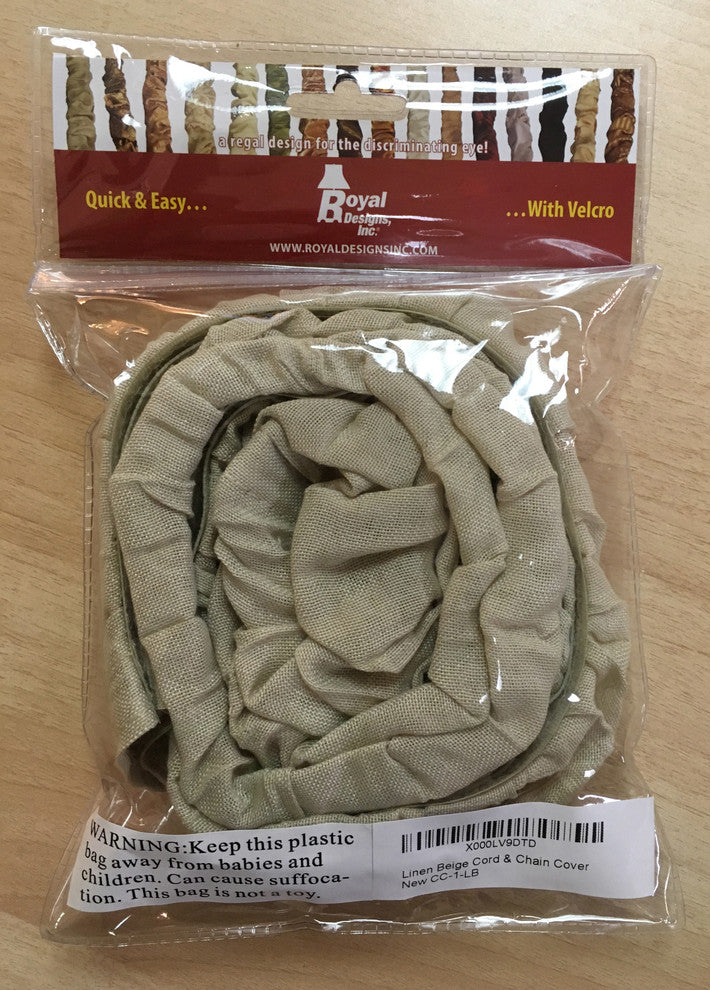 a regal design for the discriminating eye!
Quick & Easy...
Royal
Designs,
Inc.
...With Velcro
WWW.ROYALDESIGNSINC.COM
WARNING:Keep this plastic
bag away from babies and
children. Can cause suffoca-
tion. This bag is not a toy.
X000LV9DTD
Linen Beige Cord & Chain Cover
New CC-1-LB